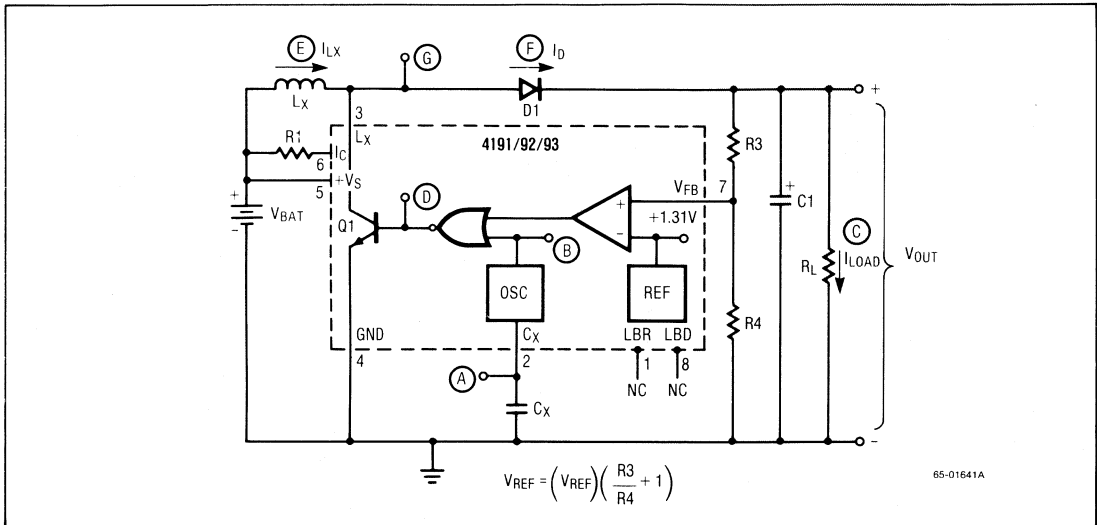 E I_LX
G
F I_D
+
L_X
3
D1
L_X
4191/92/93
R1
6
I_C
R3
5
+V_S
V_FB
7
+
D
+
+
V_BAT
-
Q1
+1.31V
-
B
C1
C
I_LOAD
V_OUT
R_L
OSC
REF
R4
GND
C_X
LBR
LBD
4
2
1
8
A
NC
NC
C_X
-
V_REF = (V_REF)(R3/R4 + 1)
65-01641A